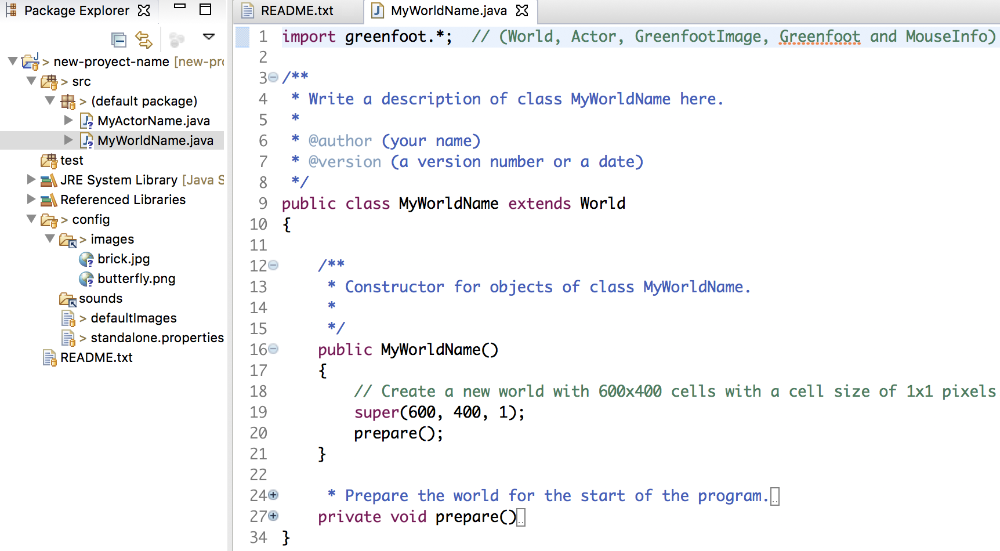 Package Explorer
> new-proyect-name [new-pro
> src
> (default package)
MyActorName.java
MyWorldName.java
test
JRE System Library [Java S
Referenced Libraries
> config
> images
brick.jpg
butterfly.png
sounds
> defaultImages
> standalone.properties
README.txt
README.txt MyWorldName.java
1 import greenfoot.*;  // (World, Actor, GreenfootImage, Greenfoot and MouseInfo)
2
3 /**
4  * Write a description of class MyWorldName here.
5  *
6  * @author (your name)
7  * @version (a version number or a date)
8  */
9 public class MyWorldName extends World
10 {
11
12     /**
13      * Constructor for objects of class MyWorldName.
14      *
15      */
16     public MyWorldName()
17     {
18         // Create a new world with 600x400 cells with a cell size of 1x1 pixels
19         super(600, 400, 1);
20         prepare();
21     }
22
24      * Prepare the world for the start of the program...
27     private void prepare()..
34 }